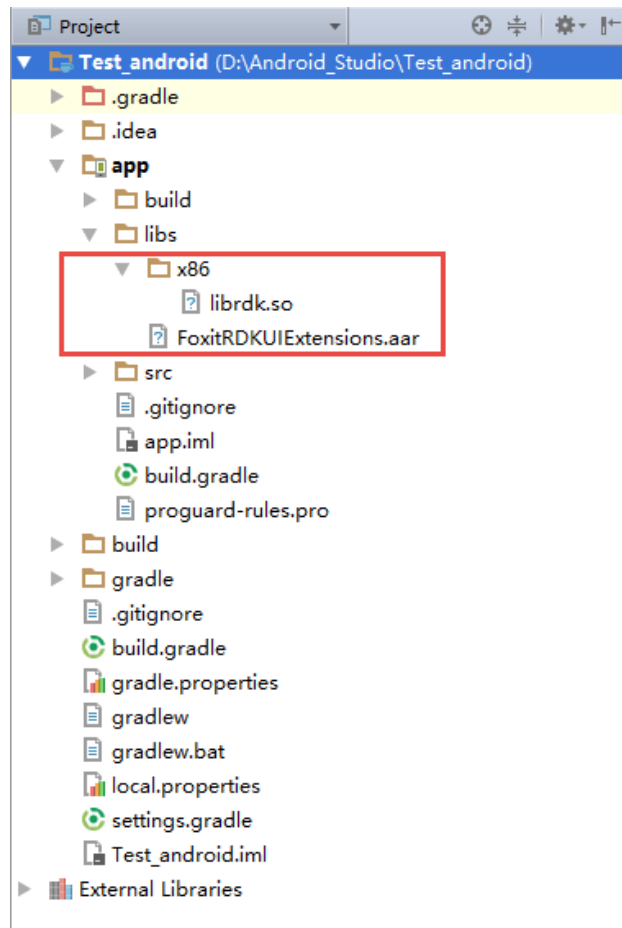 Project
Test_android (D:\Android_Studio\Test_android)
.gradle
.idea
app
build
libs
x86
librdk.so
FoxitRDKUIExtensions.aar
src
.gitignore
app.iml
build.gradle
proguard-rules.pro
build
gradle
.gitignore
build.gradle
gradle.properties
gradlew
gradlew.bat
local.properties
settings.gradle
Test_android.iml
External Libraries